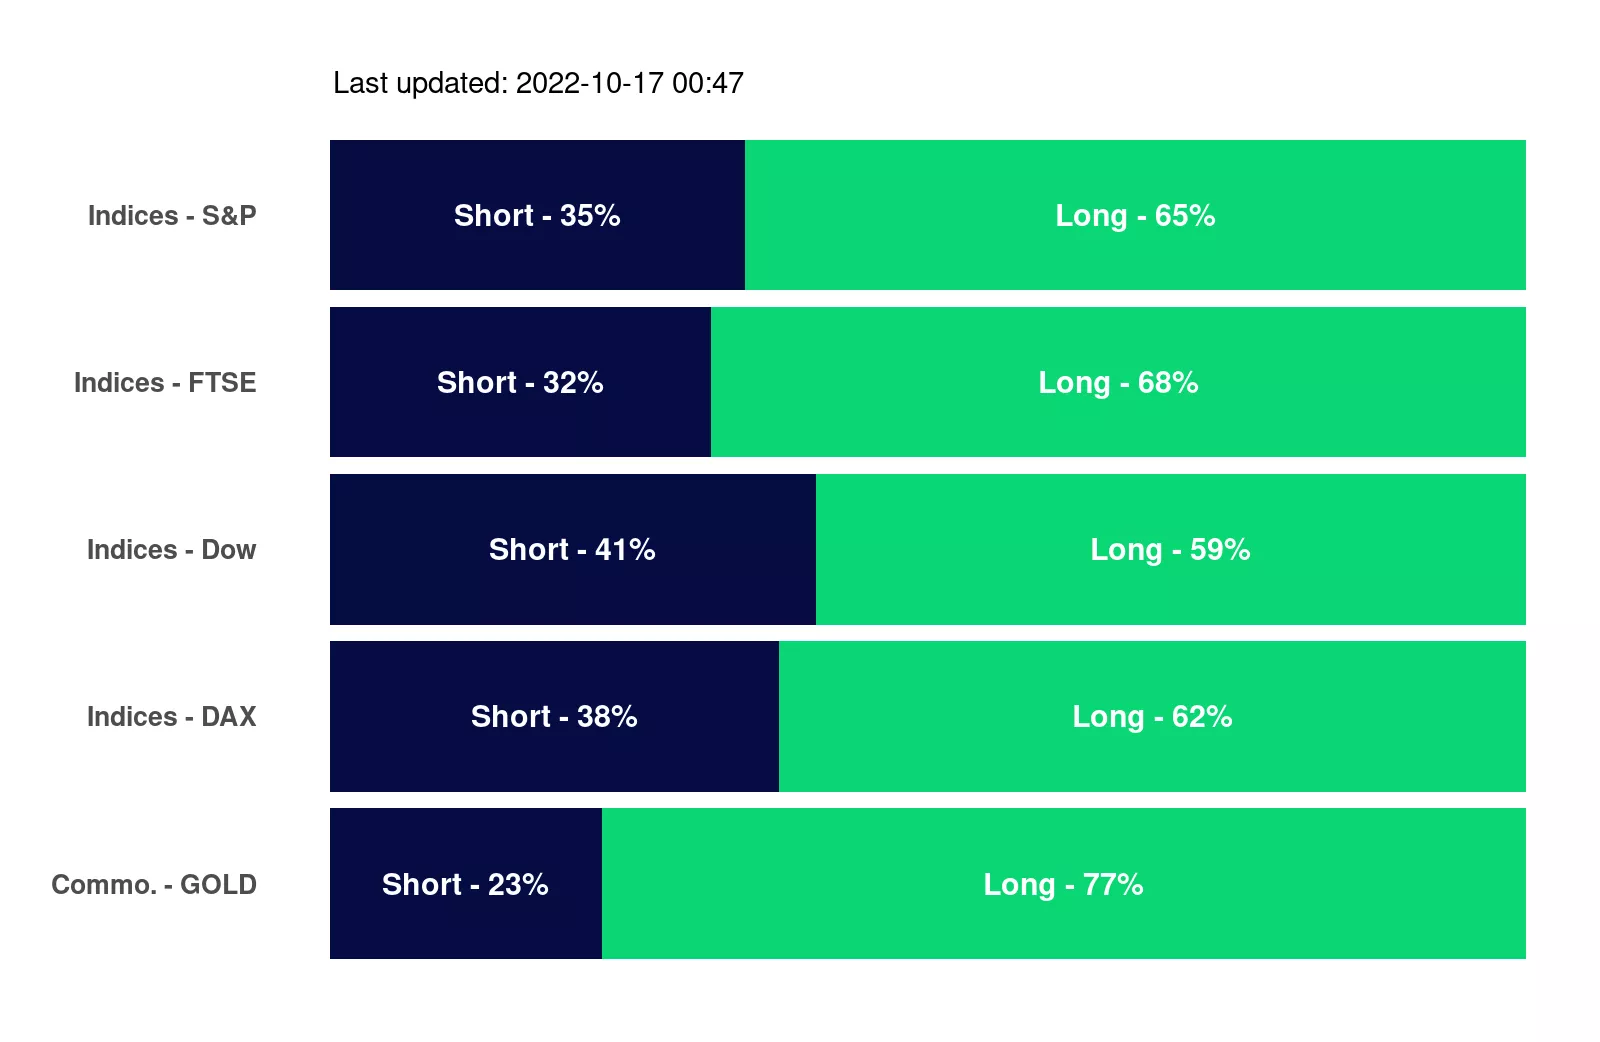 Last updated: 2022-10-17 00:47
Indices - S&P Short - 35% Long - 65%
Indices - FTSE Short - 32% Long - 68%
Indices - Dow Short - 41% Long - 59%
Indices - DAX Short - 38% Long - 62%
Commo. - GOLD Short - 23% Long - 77%